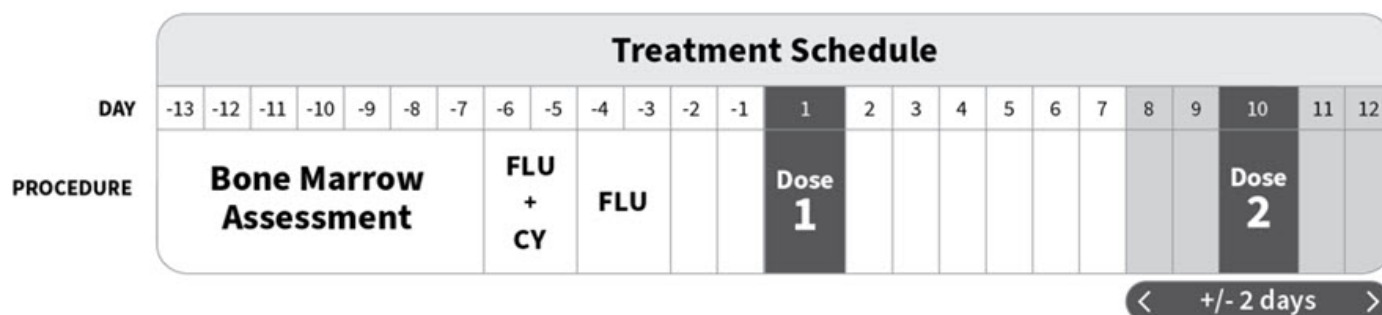 Treatment Schedule
DAY -13 -12 -11 -10 -9 -8 -7 -6 -5 -4 -3 -2 -1 1 2 3 4 5 6 7 8 9 10 11 12
PROCEDURE
Bone Marrow
Assessment
FLU
+
CY
FLU
Dose
1
Dose
2
< +/- 2 days >